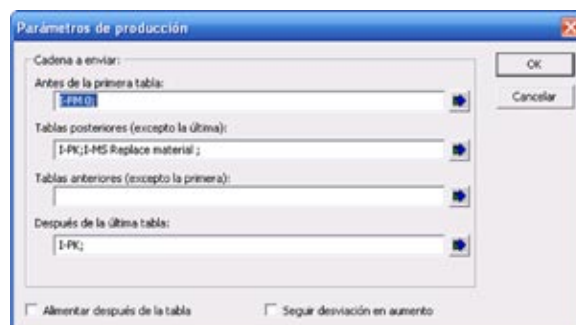 Parámetros de producción
Cadena a enviar:
OK
Antes de la primera tabla:
I-FM 0;
Cancelar
Tablas posteriores (excepto la última):
I-PK;I-MS Replace material ;
Tablas anteriores (excepto la primera):
Después de la última tabla:
I-PK;
Alimentar después de la tabla
Seguir desviación en aumento